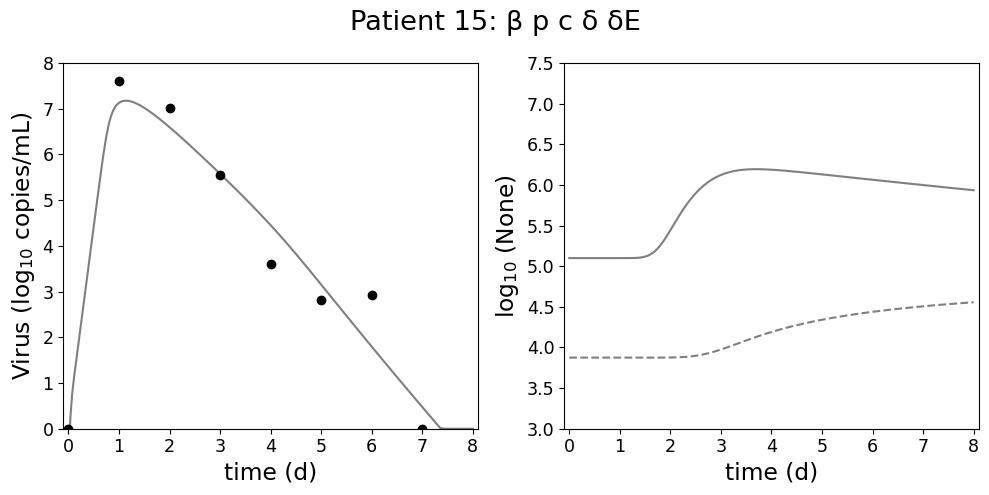 Patient 15: β p c δ δE
Virus (log10 copies/mL)
8
7
6
5
4
3
2
1
0
0 1 2 3 4 5 6 7 8
time (d)
log10 (None)
7.5
7.0
6.5
6.0
5.5
5.0
4.5
4.0
3.5
3.0
0 1 2 3 4 5 6 7 8
time (d)